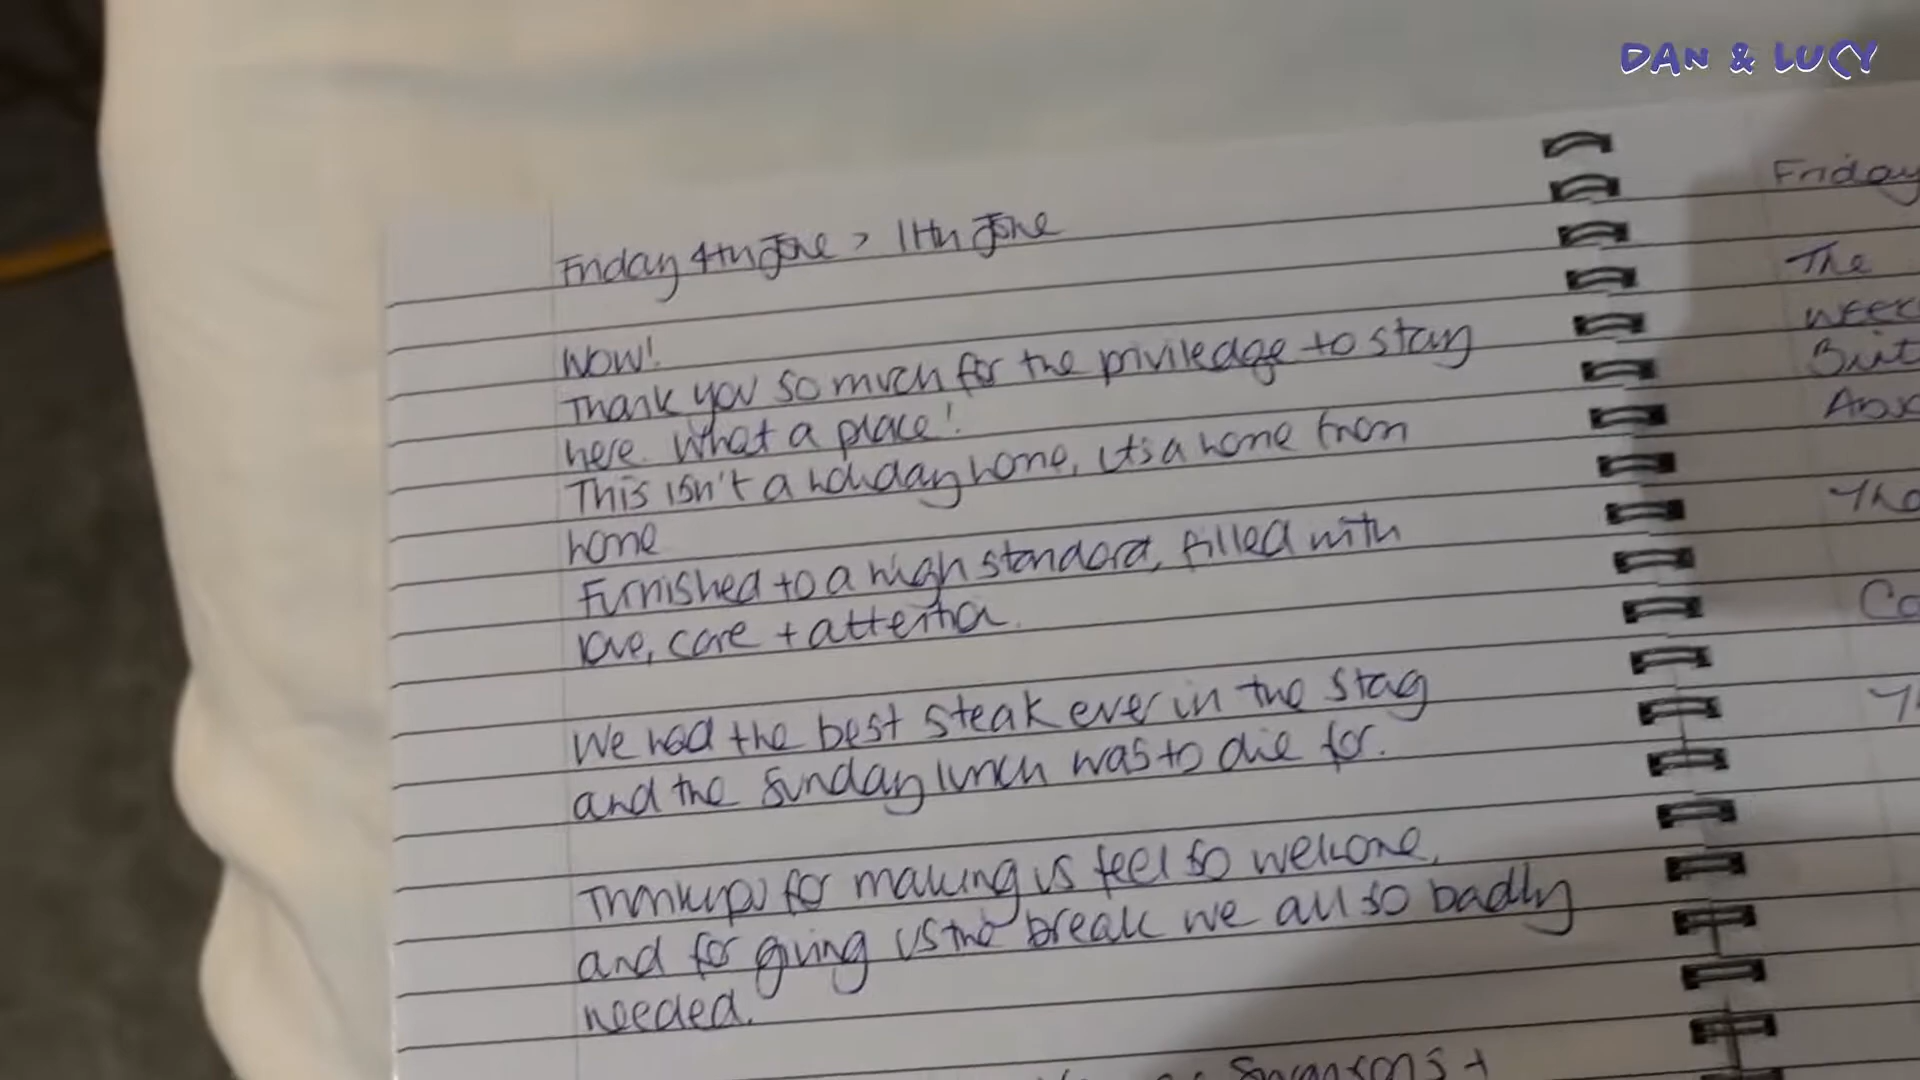 DAN & LUCY
Friday 4th June > 11th June
WOW!
Thank you so much for the priviledge to stay
here. What a place!
This isn't a holiday home, it's a home from
home
Furnished to a high standard, filled with
love, care + attention.
We had the best steak ever in the Stag
and the Sunday lunch was to die for.
Thankyou for making us feel so welcome,
and for giving us the break we all so badly
needed.
Friday
The